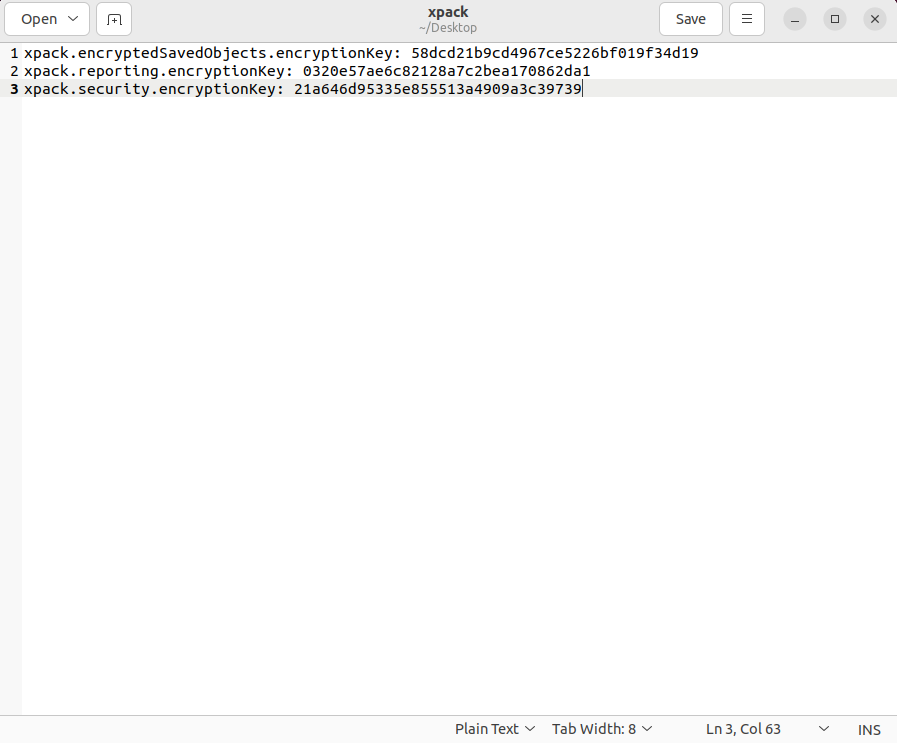 Open
xpack
~/Desktop
Save
1 xpack.encryptedSavedObjects.encryptionKey: 58dcd21b9cd4967ce5226bf019f34d19
2 xpack.reporting.encryptionKey: 0320e57ae6c82128a7c2bea170862da1
3 xpack.security.encryptionKey: 21a646d95335e855513a4909a3c39739
Plain Text
Tab Width: 8
Ln 3, Col 63
INS